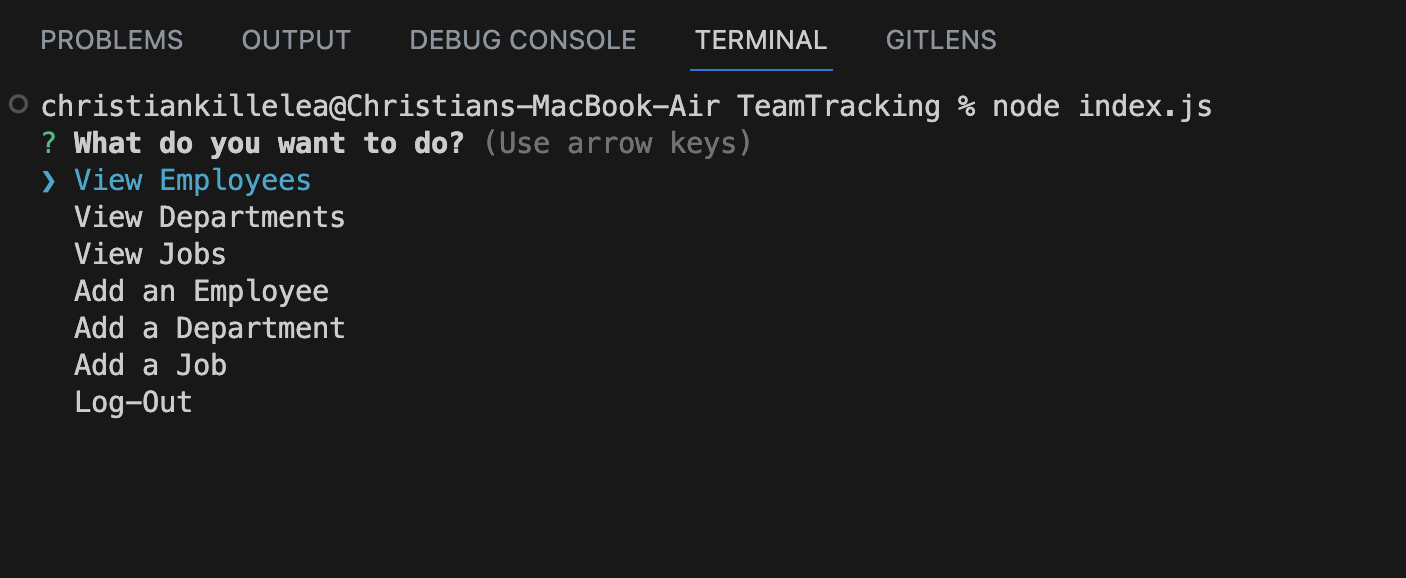 PROBLEMS OUTPUT DEBUG CONSOLE TERMINAL GITLENS
christiankillelea@Christians-MacBook-Air TeamTracking % node index.js
? What do you want to do? (Use arrow keys)
❯ View Employees
View Departments
View Jobs
Add an Employee
Add a Department
Add a Job
Log-Out